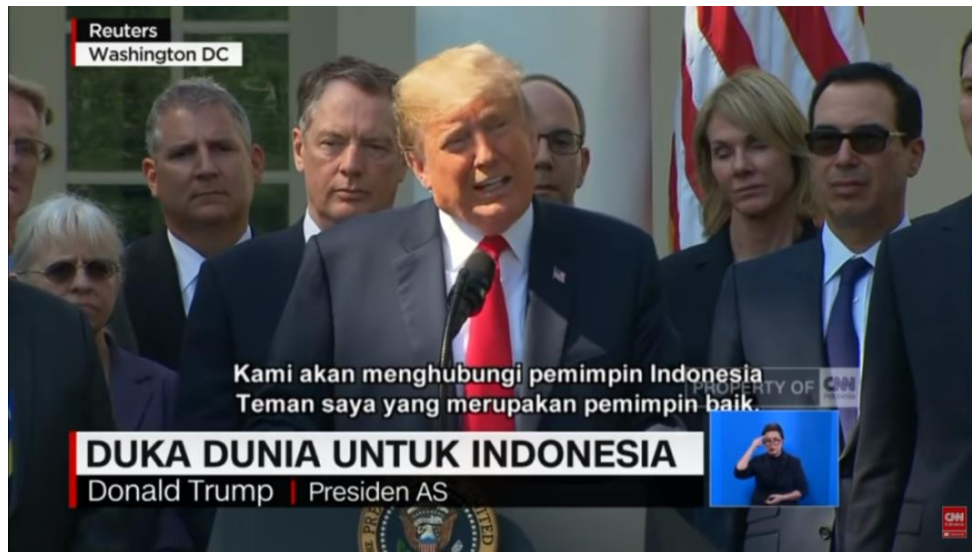 Reuters
Washington DC
Kami akan menghubungi pemimpin Indonesia
Teman saya yang merupakan pemimpin baik.
PROPERTY OF CNN
DUKA DUNIA UNTUK INDONESIA
Donald Trump | Presiden AS
CNN